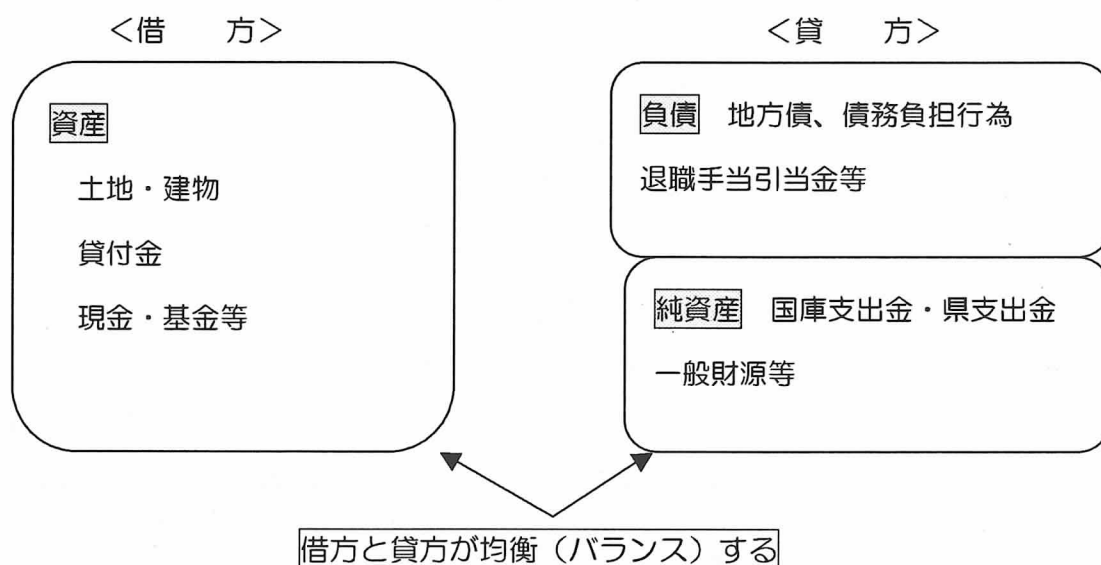 ＜借　　方＞
資産
土地・建物
貸付金
現金・基金等
＜貸　　方＞
負債　地方債、債務負担行為
退職手当引当金等
純資産　国庫支出金・県支出金
一般財源等
借方と貸方が均衡（バランス）する